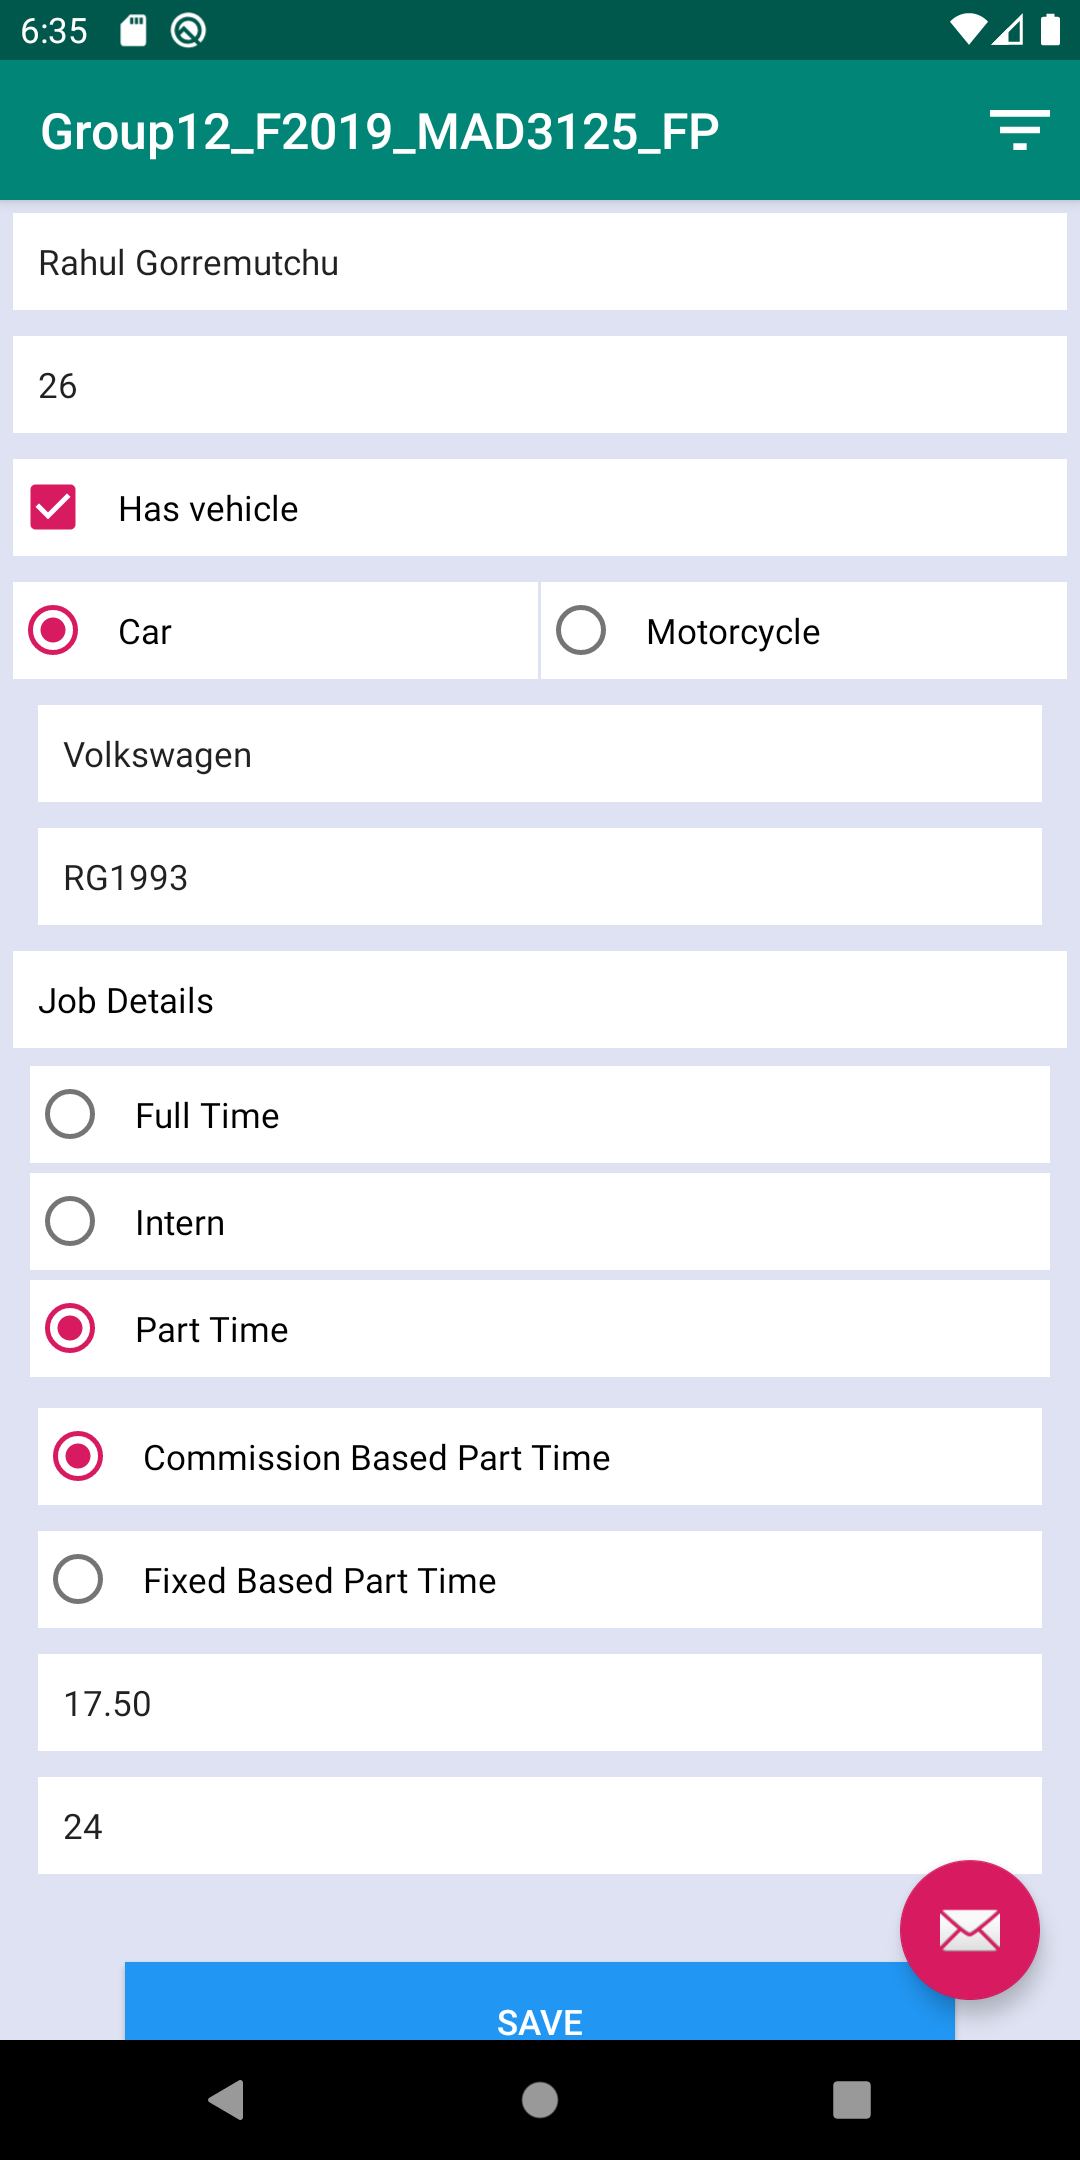 6:35
Group12_F2019_MAD3125_FP
Rahul Gorremutchu
26
Has vehicle
Car
Motorcycle
Volkswagen
RG1993
Job Details
Full Time
Intern
Part Time
Commission Based Part Time
Fixed Based Part Time
17.50
24
SAVE